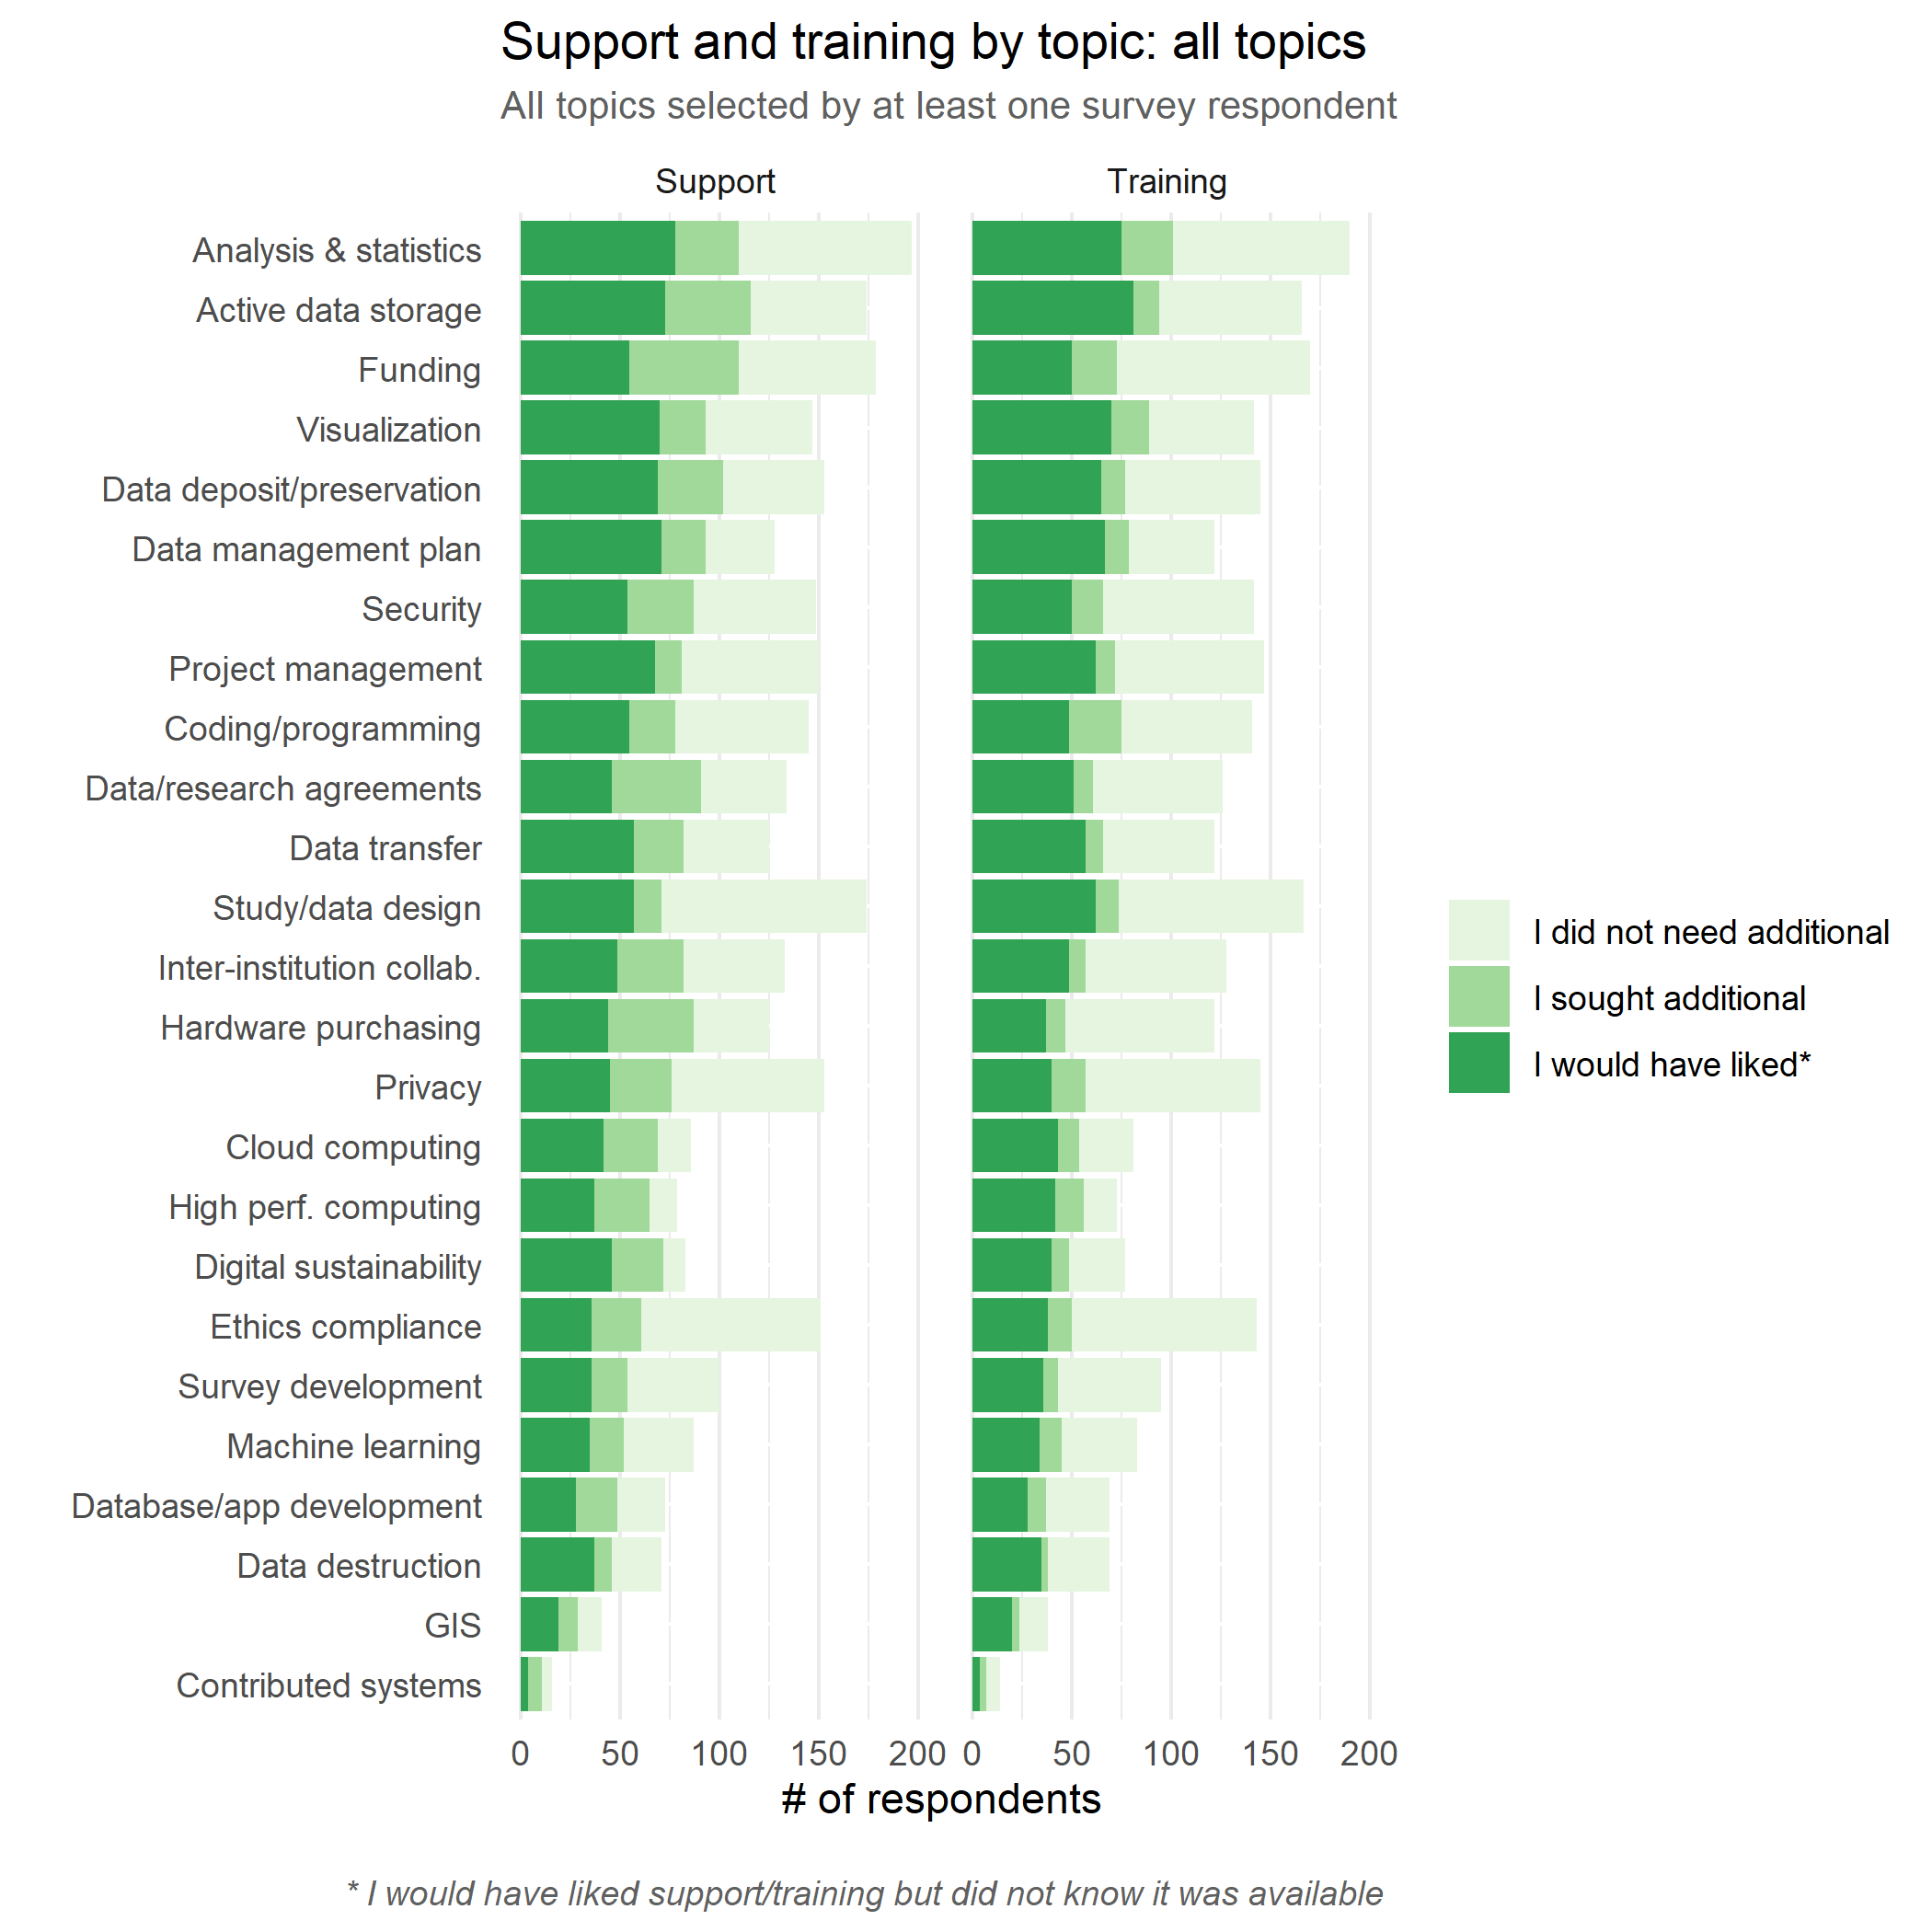 Support and training by topic: all topics
All topics selected by at least one survey respondent
Support
Training
Analysis & statistics
Active data storage
Funding
Visualization
Data deposit/preservation
Data management plan
Security
Project management
Coding/programming
Data/research agreements
Data transfer
Study/data design
Inter-institution collab.
Hardware purchasing
Privacy
Cloud computing
High perf. computing
Digital sustainability
Ethics compliance
Survey development
Machine learning
Database/app development
Data destruction
GIS
Contributed systems
0 50 100 150 200 0 50 100 150 200
# of respondents
I did not need additional
I sought additional
I would have liked*
* I would have liked support/training but did not know it was available